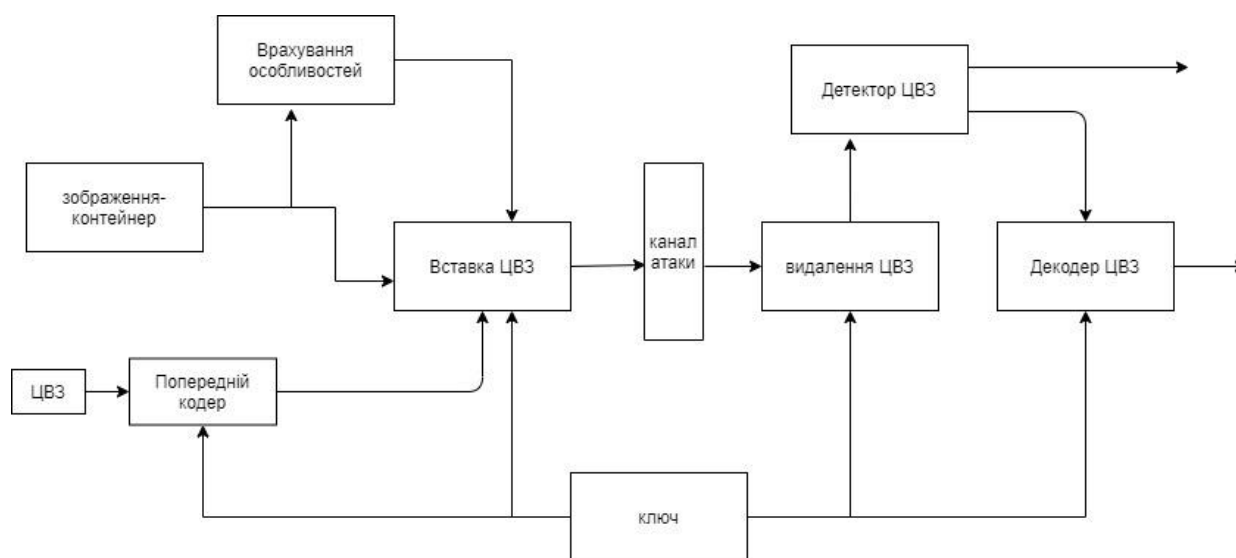 Врахування
особливостей
Детектор ЦВЗ
зображення-
контейнер
Вставка ЦВЗ
канал
атаки
видалення ЦВЗ
Декодер ЦВЗ
ЦВЗ
Попередній
кодер
ключ